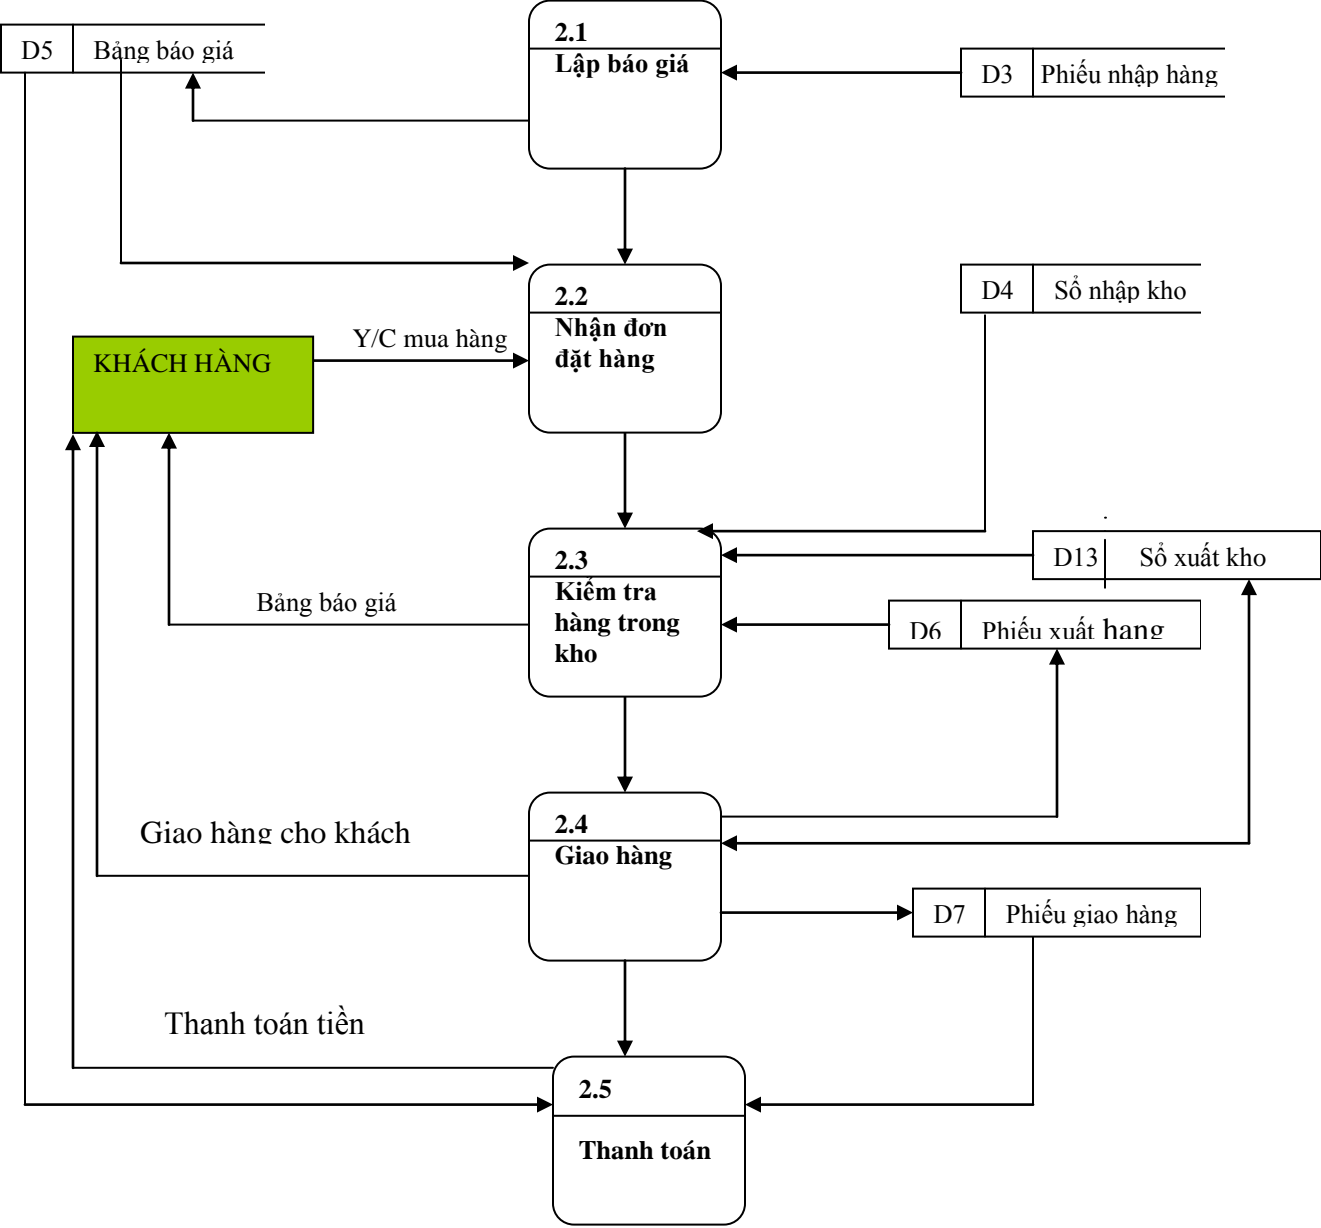 2.1
Lập báo giá
D5 Bảng báo giá
D3 Phiếu nhập hàng
2.2
Nhận đơn
đặt hàng
D4 Sổ nhập kho
Y/C mua hàng
KHÁCH HÀNG
2.3
Kiểm tra
hàng trong
kho
D13 Sổ xuất kho
Bảng báo giá
D6 Phiếu xuất hang
2.4
Giao hàng
Giao hàng cho khách
D7 Phiếu giao hàng
Thanh toán tiền
2.5
Thanh toán